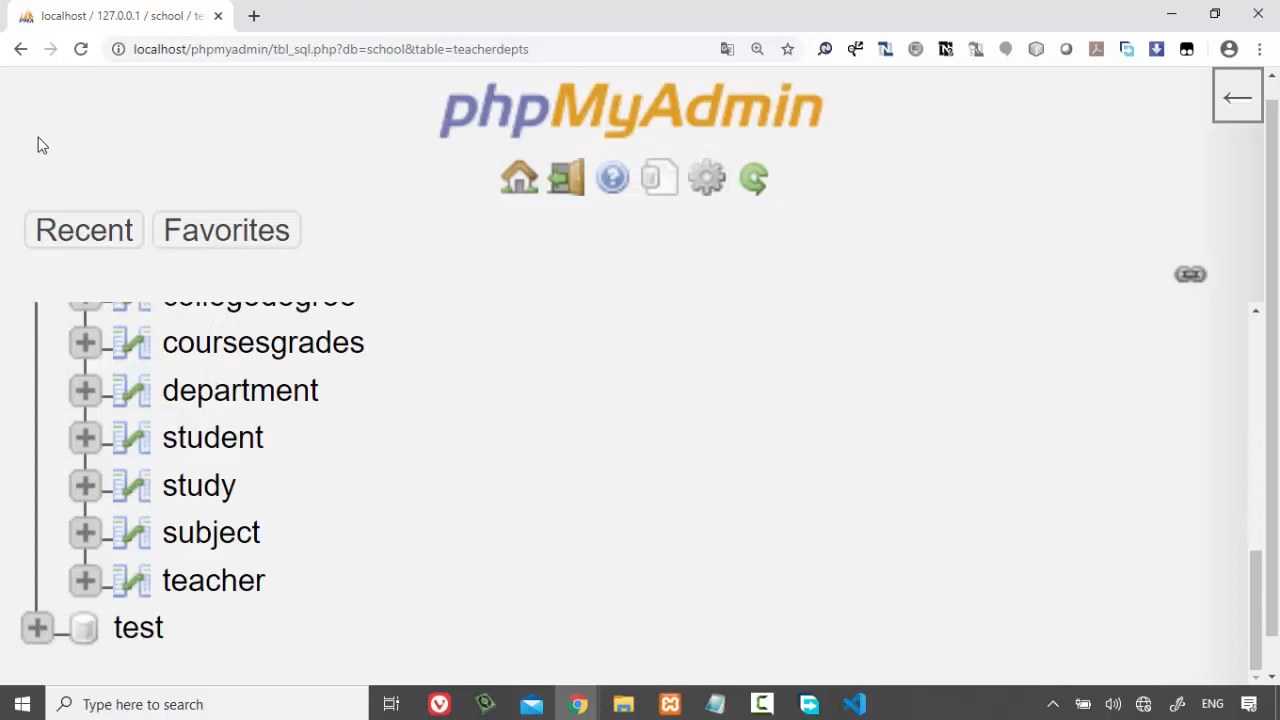 localhost / 127.0.0.1 / school / te
localhost/phpmyadmin/tbl_sql.php?db=school&table=teacherdepts
phpMyAdmin
Recent Favorites
collegedegree
coursesgrades
department
student
study
subject
teacher
test
Type here to search
ENG